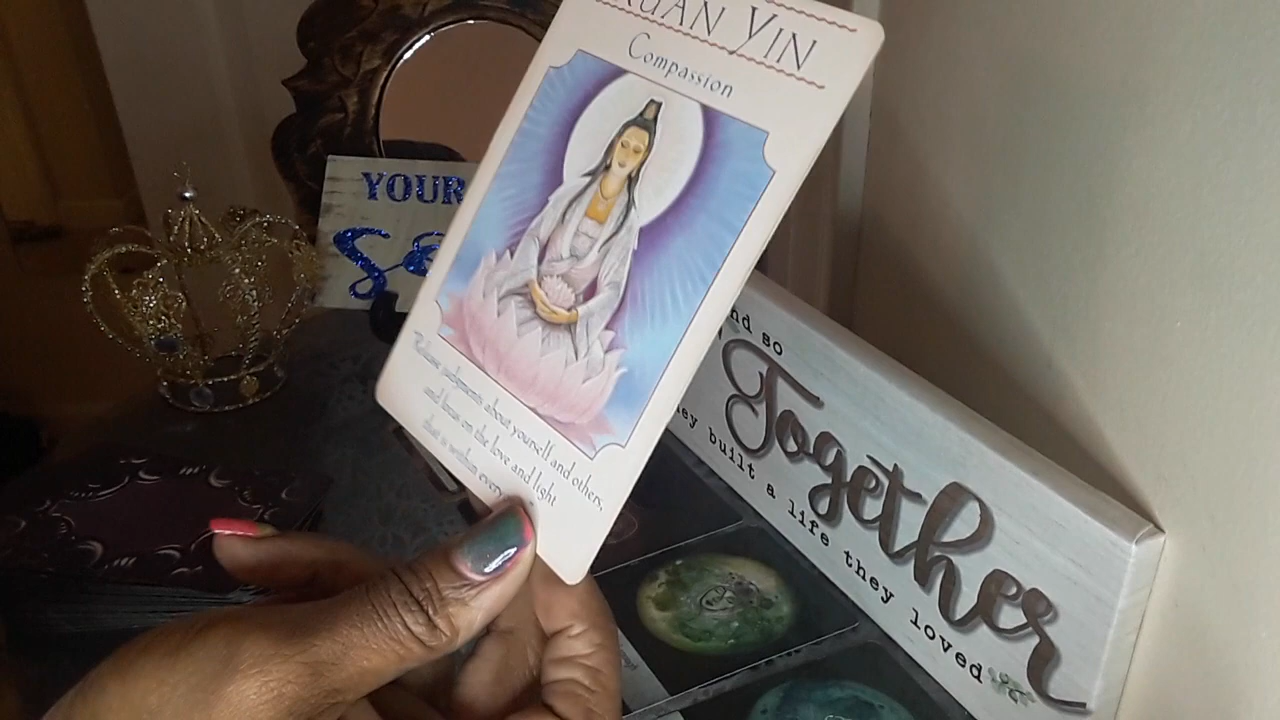 KUAN YIN
Compassion
Release judgments about yourself and others,
and focus on the love and light
that is within every
YOUR
And so
Together
they built a life they loved